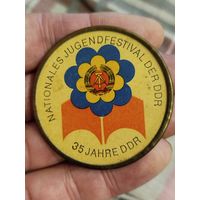 NATIONALES JUGENDFESTIVAL DER DDR
35 JAHRE DDR